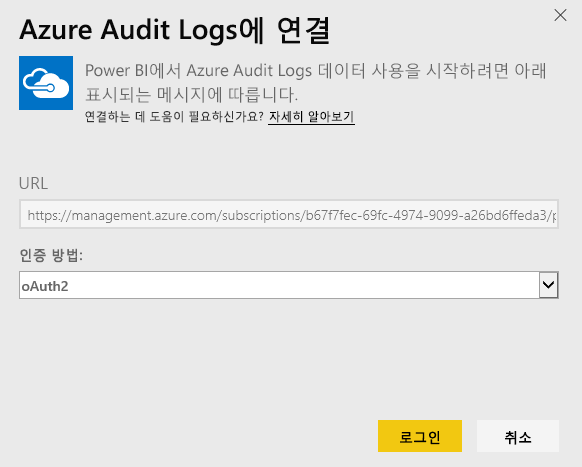 Azure Audit Logs에 연결
Power BI에서 Azure Audit Logs 데이터 사용을 시작하려면 아래
표시되는 메시지에 따릅니다.
연결하는 데 도움이 필요하신가요? 자세히 알아보기
URL
https://management.azure.com/subscriptions/b67f7fec-69fc-4974-9099-a26bd6ffeda3/p
인증 방법:
oAuth2
로그인 취소